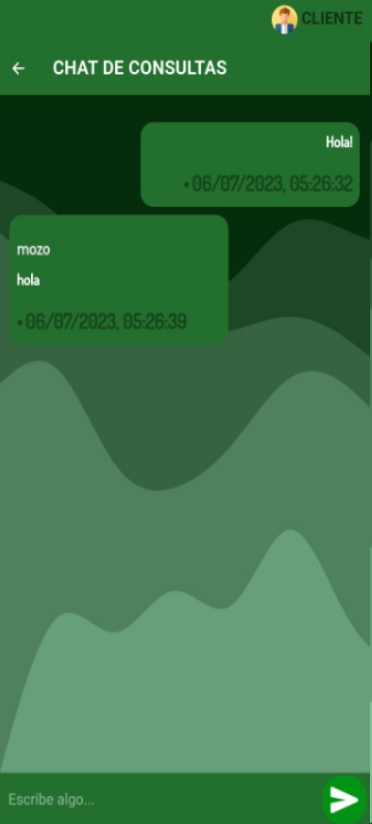 CLIENTE
CHAT DE CONSULTAS
Hola!
• 06/07/2023, 05:26:32
mozo
hola
• 06/07/2023, 05:26:39
Escribe algo...